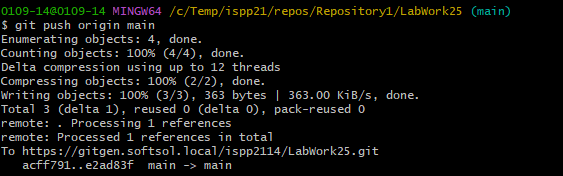 0109-14@0109-14 MINGW64 /c/Temp/ispp21/repos/Repository1/LabWork25 (main)
$ git push origin main
Enumerating objects: 4, done.
Counting objects: 100% (4/4), done.
Delta compression using up to 12 threads
Compressing objects: 100% (2/2), done.
Writing objects: 100% (3/3), 363 bytes | 363.00 KiB/s, done.
Total 3 (delta 1), reused 0 (delta 0), pack-reused 0
remote: . Processing 1 references
remote: Processed 1 references in total
To https://gitgen.softsol.local/ispp2114/LabWork25.git
   acff791..e2ad83f  main -> main